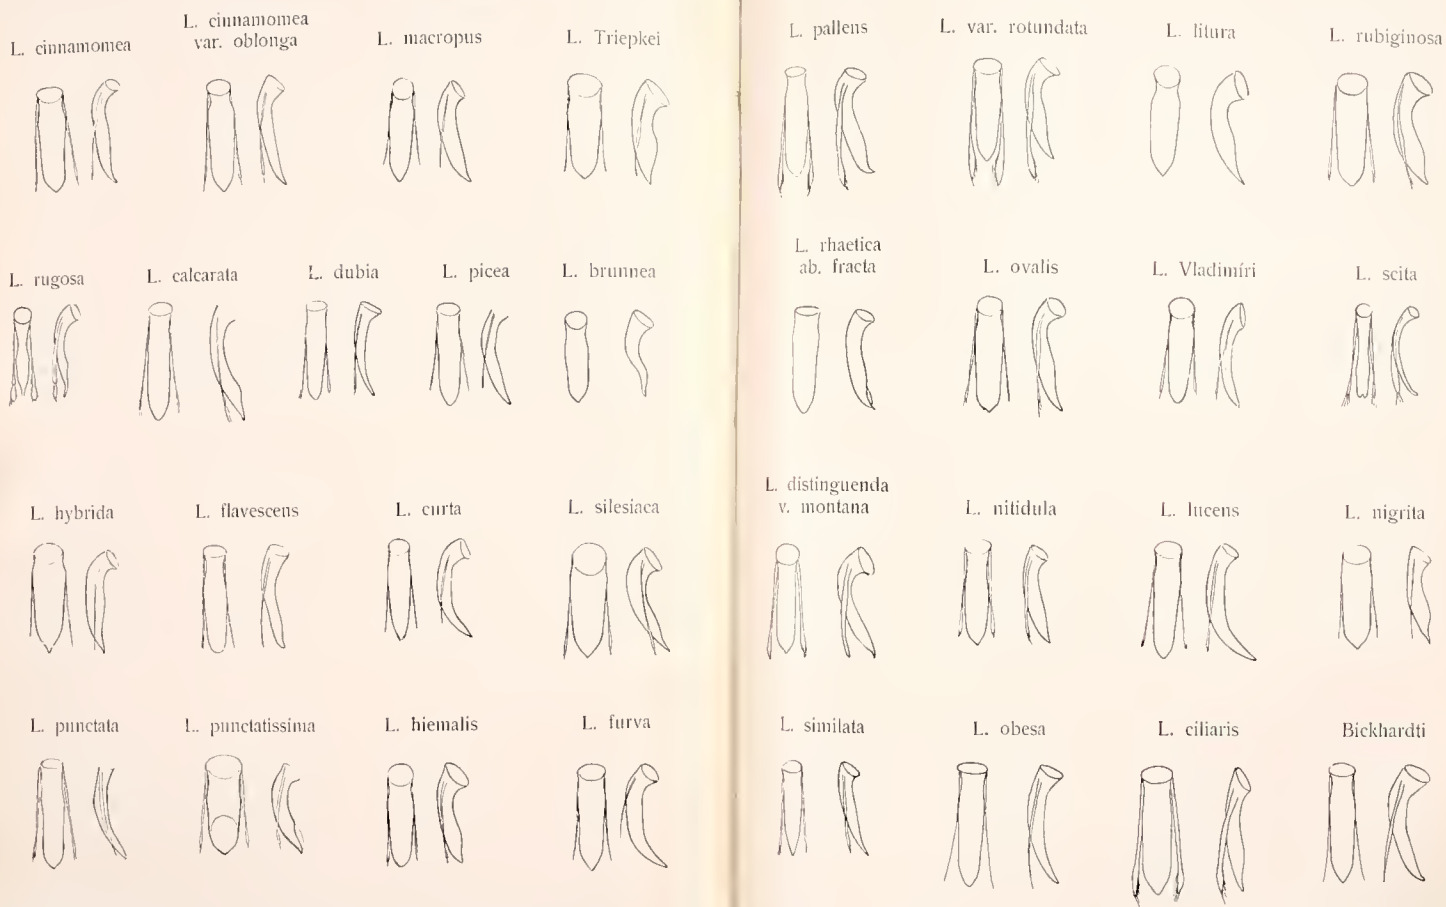 L. cinnamomea
L. cinnamomea
var. oblonga
L. macropus
L. Triepkei
L. rugosa
L. calcarata
L. dubia
L. picea
L. brunnea
L. hybrida
L. flavescens
L. curta
L. silesiaca
L. punctata
L. punctatissima
L. hiemalis
L. furva
L. pallens
L. var. rotundata
L. litura
L. rubiginosa
L. rhaetica
ab. fracta
L. ovalis
L. Vladimíri
L. scita
L. distinguenda
v. montana
L. nitidula
L. lucens
L. nigrita
L. similata
L. obesa
L. ciliaris
Bickhardti